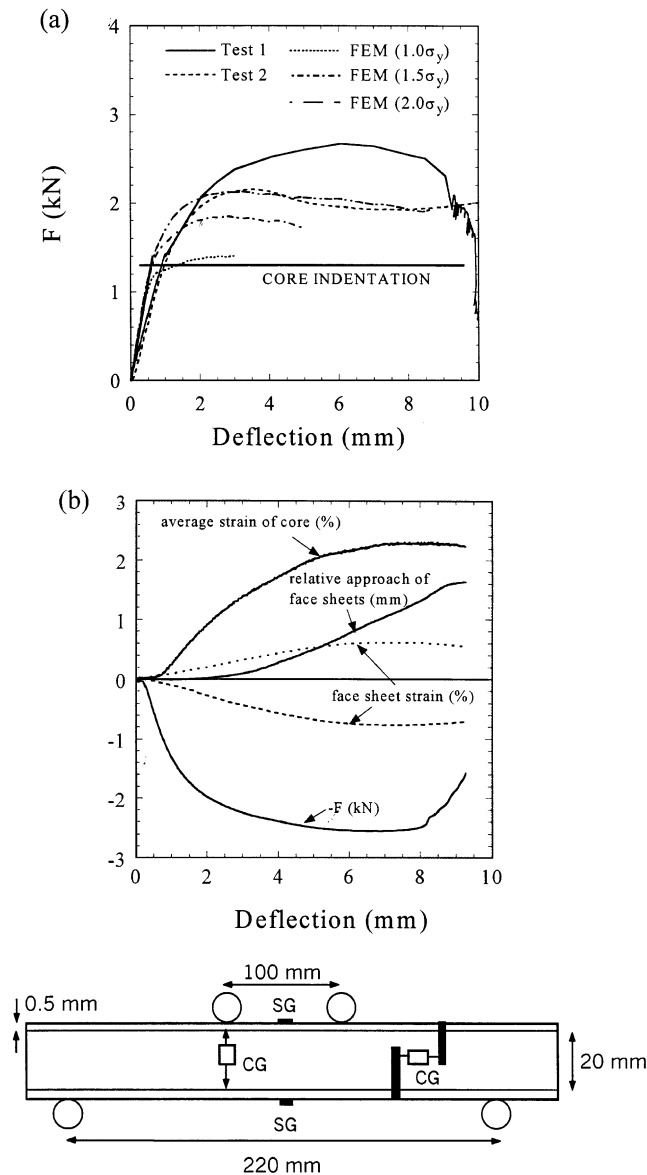 (a)
4
3
2
1
0
F (kN)
Test 1
Test 2
FEM (1.0σy)
FEM (1.5σy)
FEM (2.0σy)
CORE INDENTATION
0 2 4 6 8 10
Deflection (mm)
(b)
3
2
1
0
-1
-2
-3
average strain of core (%)
relative approach of
face sheets (mm)
face sheet strain (%)
-F (kN)
0 2 4 6 8 10
Deflection (mm)
100 mm
0.5 mm
SG
CG
CG
20 mm
SG
220 mm